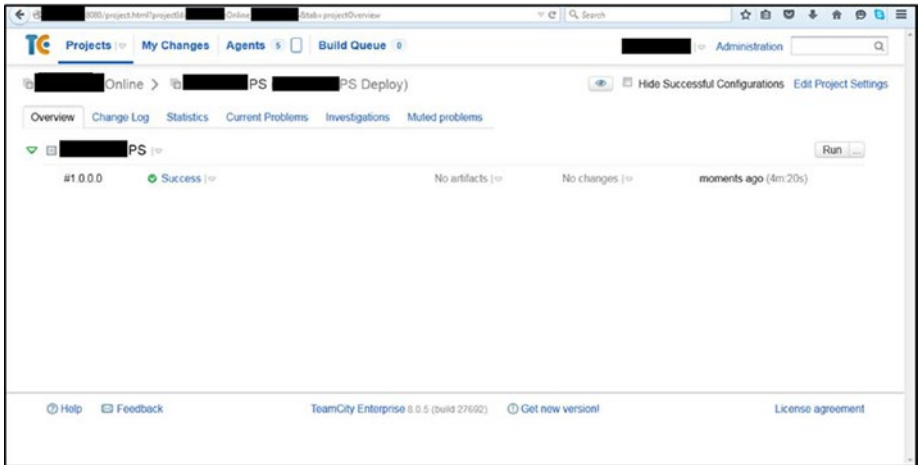 8080/project.html?projectId= Online &tab=projectOverview Search
TC Projects My Changes Agents 5 Build Queue 0 Administration
Online > PS ( PS Deploy) Hide Successful Configurations Edit Project Settings
Overview Change Log Statistics Current Problems Investigations Muted problems
PS Run ...
#1.0.0.0 Success No artifacts No changes moments ago (4m:20s)
Help Feedback TeamCity Enterprise 8.0.5 (build 27692) Get new version! License agreement